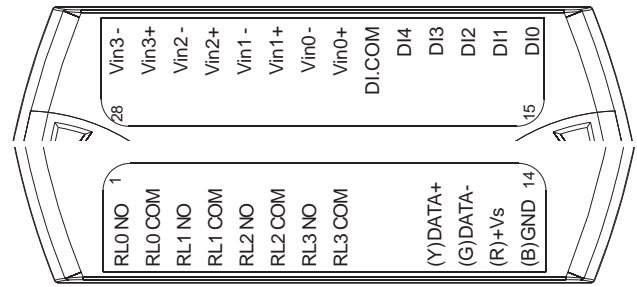 Vin3 -
Vin3+
Vin2 -
Vin2+
Vin1 -
Vin1+
Vin0 -
Vin0+
DI.COM
DI4
DI3
DI2
DI1
DI0
28
15
1
14
RL0 NO
RL0 COM
RL1 NO
RL1 COM
RL2 NO
RL2 COM
RL3 NO
RL3 COM
(Y)DATA+
(G)DATA-
(R)+Vs
(B)GND